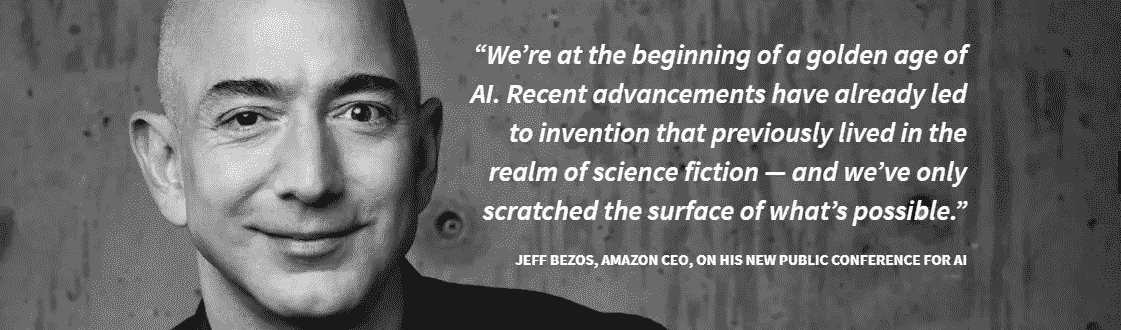 “We’re at the beginning of a golden age of
AI. Recent advancements have already led
to invention that previously lived in the
realm of science fiction — and we’ve only
scratched the surface of what’s possible.”
JEFF BEZOS, AMAZON CEO, ON HIS NEW PUBLIC CONFERENCE FOR AI